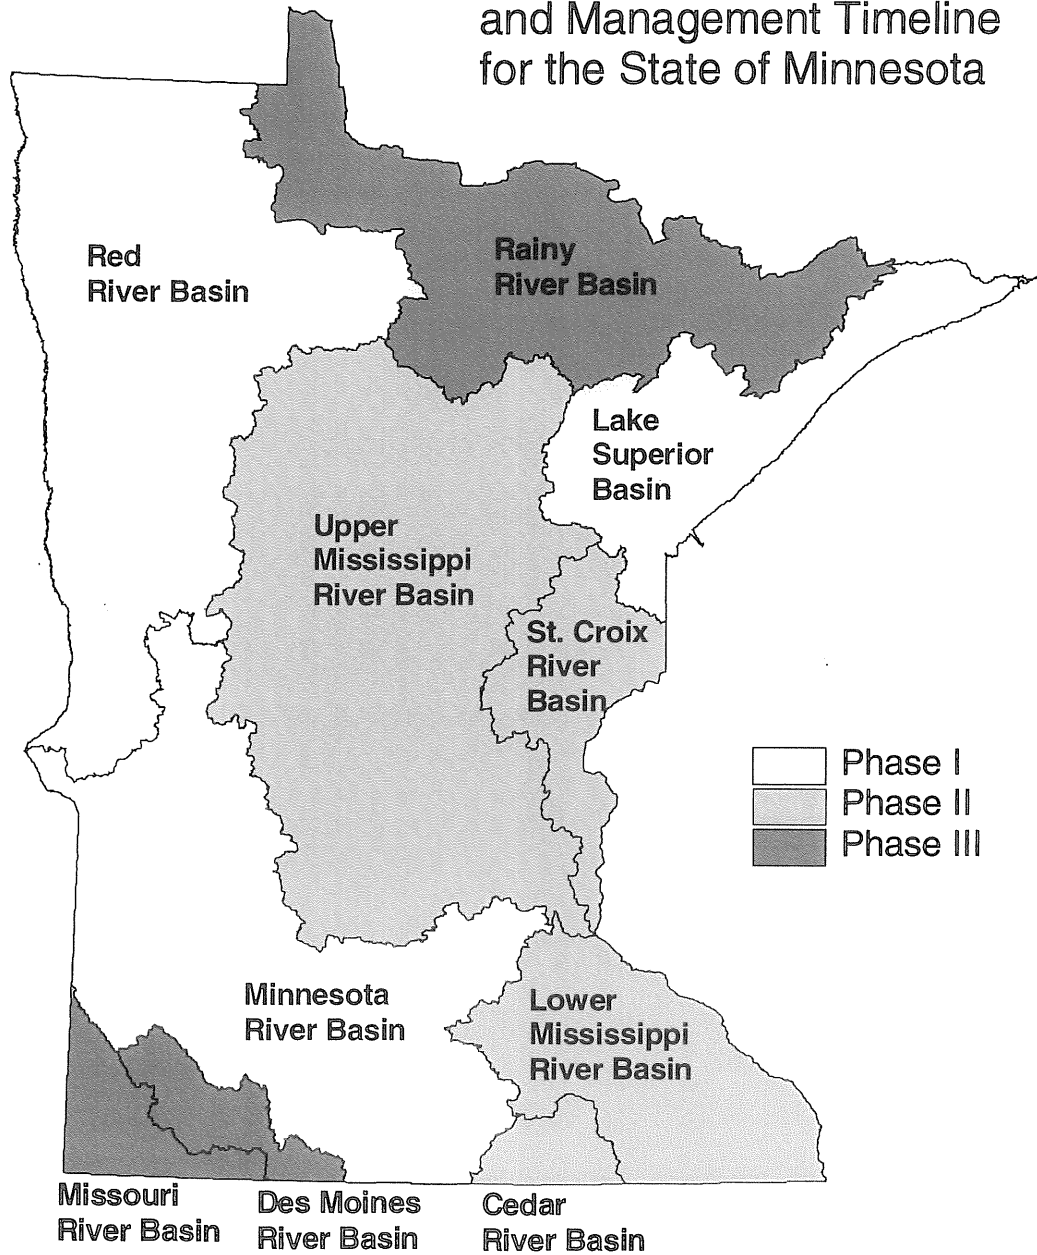 and Management Timeline
for the State of Minnesota
Red
River Basin
Rainy
River Basin
Lake
Superior
Basin
Upper
Mississippi
River Basin
St. Croix
River
Basin
Phase I
Phase II
Phase III
Minnesota
River Basin
Lower
Mississippi
River Basin
Missouri
River Basin
Des Moines
River Basin
Cedar
River Basin